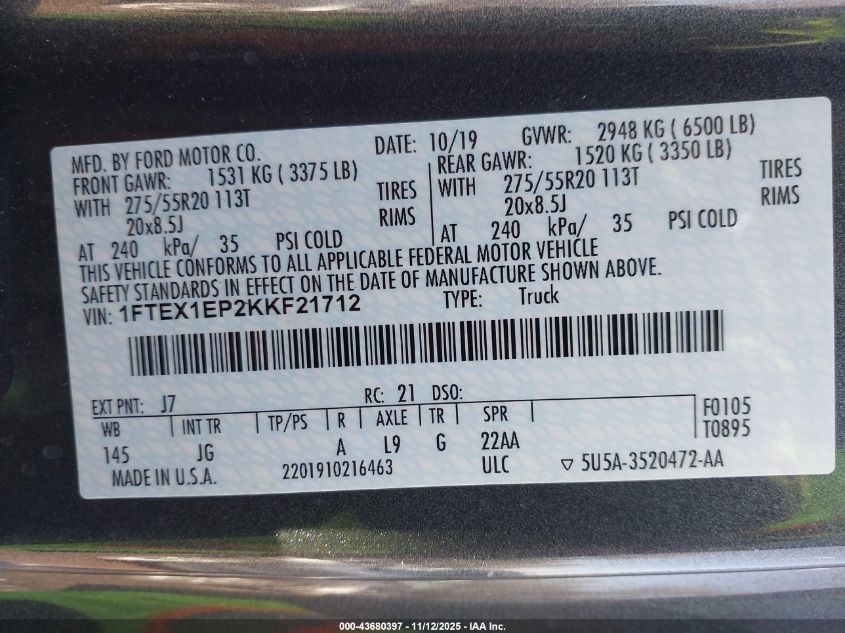 MFD. BY FORD MOTOR CO. DATE: 10/19 GVWR: 2948 KG ( 6500 LB)
FRONT GAWR: 1531 KG ( 3375 LB) REAR GAWR: 1520 KG ( 3350 LB)
WITH 275/55R20 113T TIRES WITH 275/55R20 113T TIRES
20x8.5J RIMS 20x8.5J RIMS
AT 240 kPa/ 35 PSI COLD AT 240 kPa/ 35 PSI COLD
THIS VEHICLE CONFORMS TO ALL APPLICABLE FEDERAL MOTOR VEHICLE
SAFETY STANDARDS IN EFFECT ON THE DATE OF MANUFACTURE SHOWN ABOVE.
VIN: 1FTEX1EP2KKF21712 TYPE: Truck
EXT PNT: J7 RC: 21 DSO:
WB INT TR TP/PS R AXLE TR SPR F0105
145 JG A L9 G 22AA T0895
MADE IN U.S.A. 2201910216463 ULC ▽ 5U5A-3520472-AA
000-43680397 - 11/12/2025 - IAA Inc.